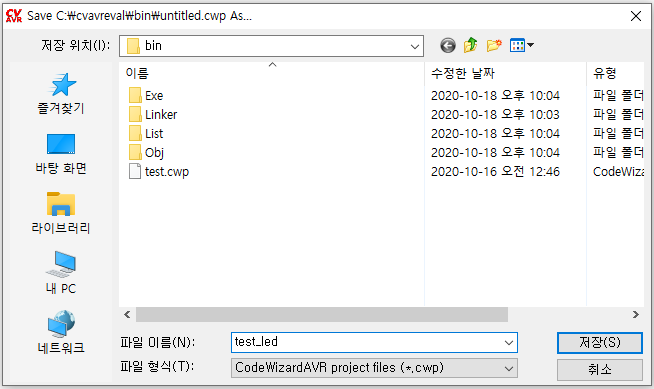 CV AVR Save C:₩cvavreval₩bin₩untitled.cwp As...
저장 위치(I): bin
이름 수정한 날짜 유형
Exe 2020-10-18 오후 10:04 파일 폴더
Linker 2020-10-18 오후 10:03 파일 폴더
List 2020-10-18 오후 10:04 파일 폴더
Obj 2020-10-18 오후 10:04 파일 폴더
test.cwp 2020-10-16 오전 12:46 CodeWiza
즐겨찾기
바탕 화면
라이브러리
내 PC
네트워크
파일 이름(N): test_led 저장(S)
파일 형식(T): CodeWizardAVR project files (*.cwp) 취소